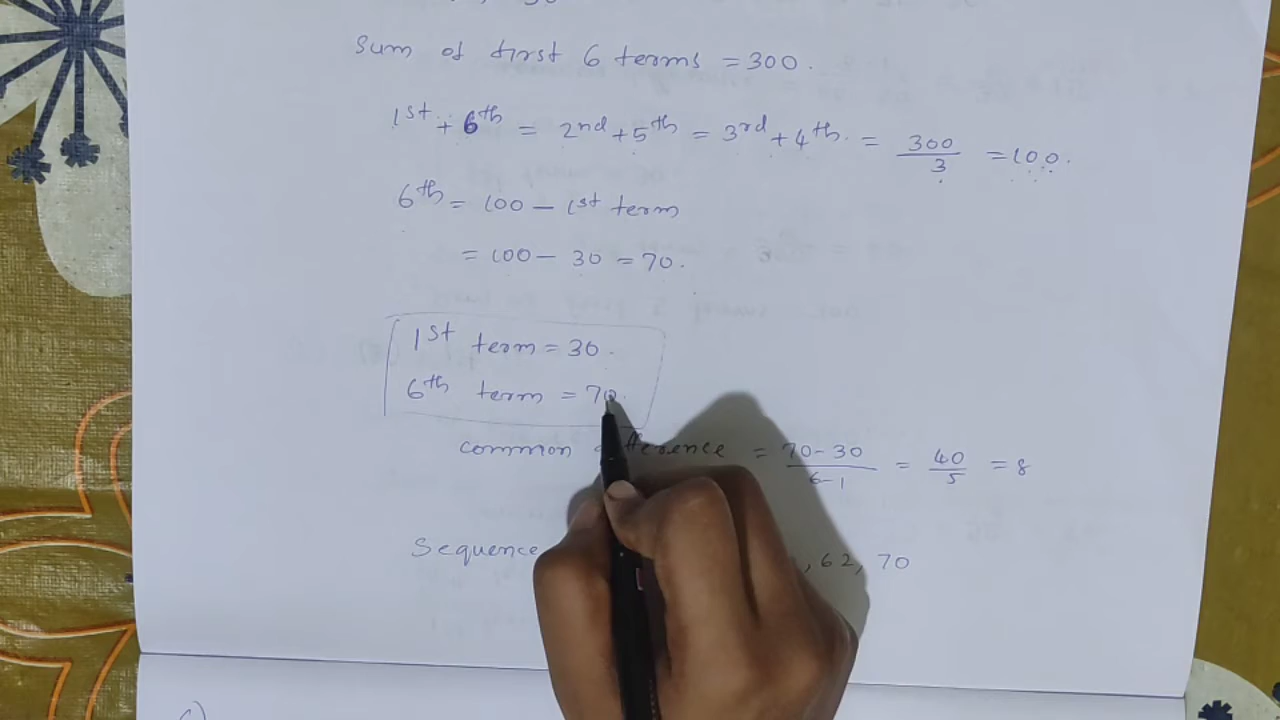 Sum of first 6 terms = 300.
1st + 6th = 2nd + 5th = 3rd + 4th. = 300/3 = 100.
6th = 100 - 1st term
= 100 - 30 = 70.
1st term = 30.
6th term = 70.
common = 70-30/6-1 = 40/5 = 8
Sequence , 62, 70